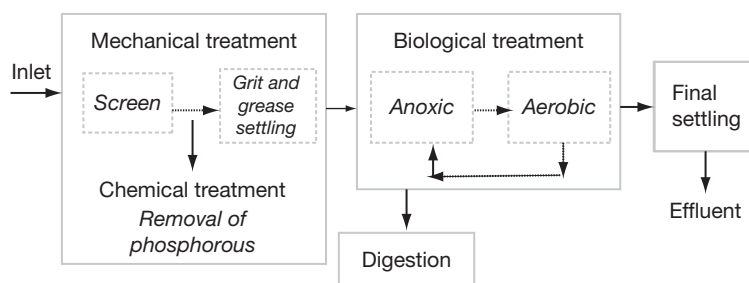 Mechanical treatment
Biological treatment
Inlet
Screen
Grit and
grease
settling
Anoxic
Aerobic
Final
settling
Chemical treatment
Removal of
phosphorous
Effluent
Digestion